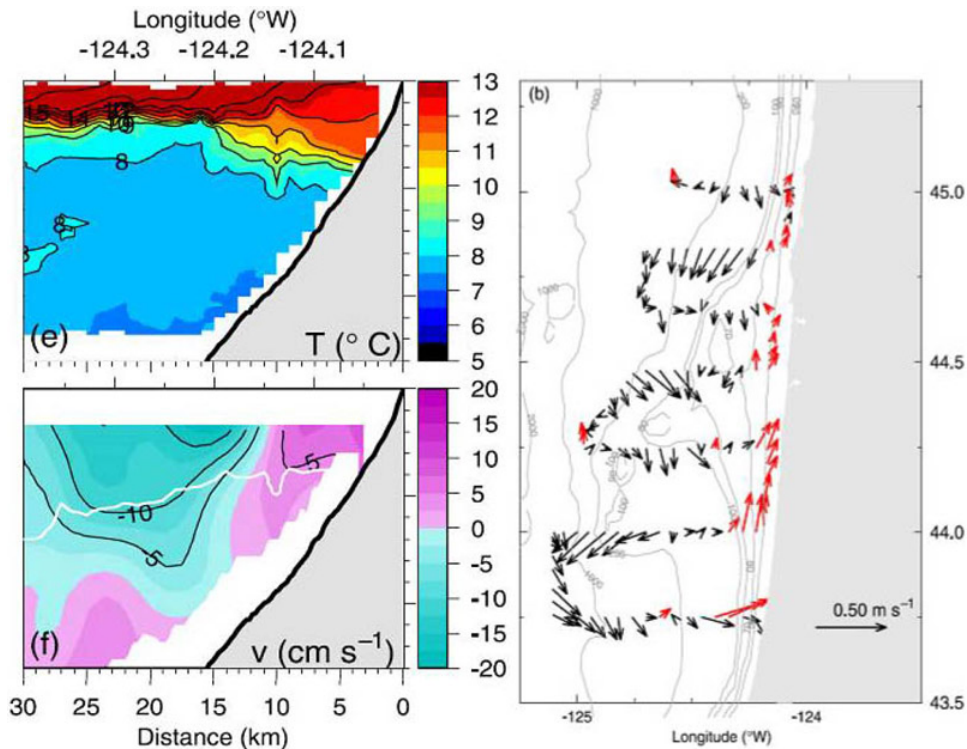 Longitude (°W)
-124.3 -124.2 -124.1
15 14
8
8
(e)
T (° C)
13
12
11
10
9
8
7
6
5
-10
-5
5
(f)
v (cm s⁻¹)
20
15
10
5
0
-5
-10
-15
-20
30 25 20 15 10 5 0
Distance (km)
(b)
45.0
44.5
44.0
43.5
0.50 m s⁻¹
-125 -124
Longitude (°W)